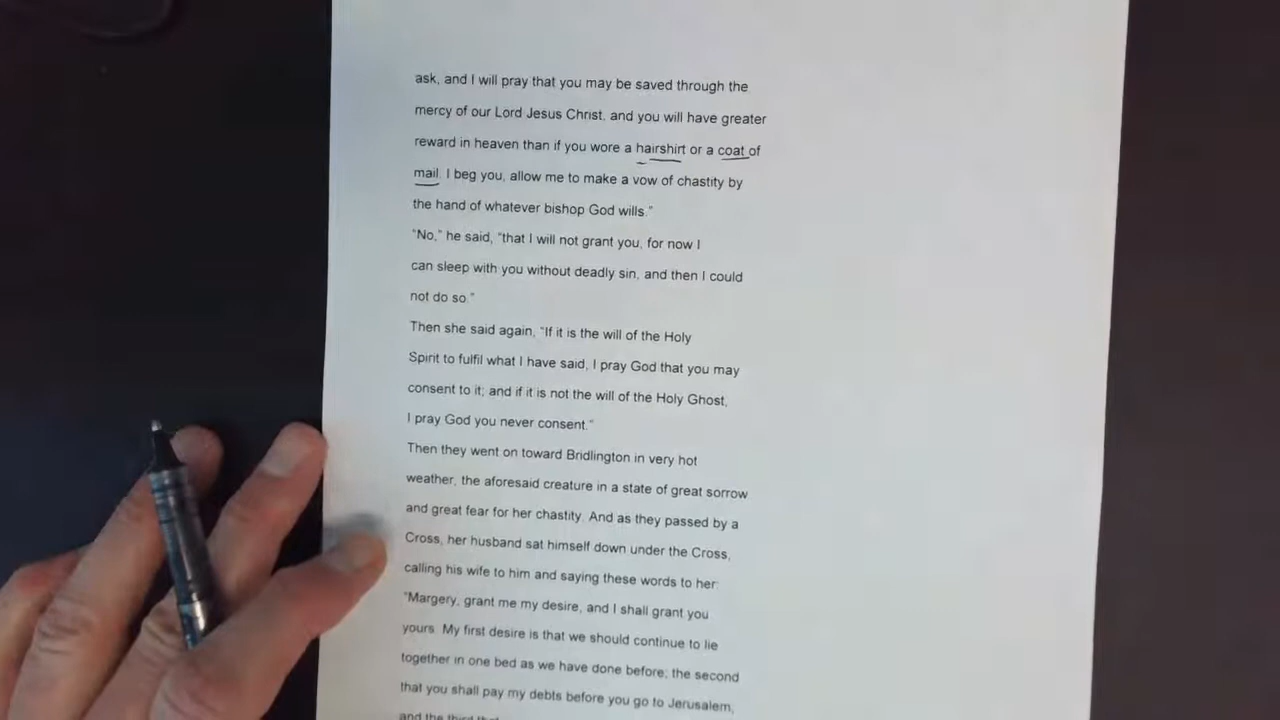 ask, and I will pray that you may be saved through the
mercy of our Lord Jesus Christ, and you will have greater
reward in heaven than if you wore a hairshirt or a coat of
mail. I beg you, allow me to make a vow of chastity by
the hand of whatever bishop God wills."
"No," he said, "that I will not grant you, for now I
can sleep with you without deadly sin, and then I could
not do so."
Then she said again, "If it is the will of the Holy
Spirit to fulfil what I have said, I pray God that you may
consent to it; and if it is not the will of the Holy Ghost,
I pray God you never consent."
Then they went on toward Bridlington in very hot
weather, the aforesaid creature in a state of great sorrow
and great fear for her chastity. And as they passed by a
Cross, her husband sat himself down under the Cross,
calling his wife to him and saying these words to her:
"Margery, grant me my desire, and I shall grant you
yours. My first desire is that we should continue to lie
together in one bed as we have done before; the second
that you shall pay my debts before you go to Jerusalem,
and the third that